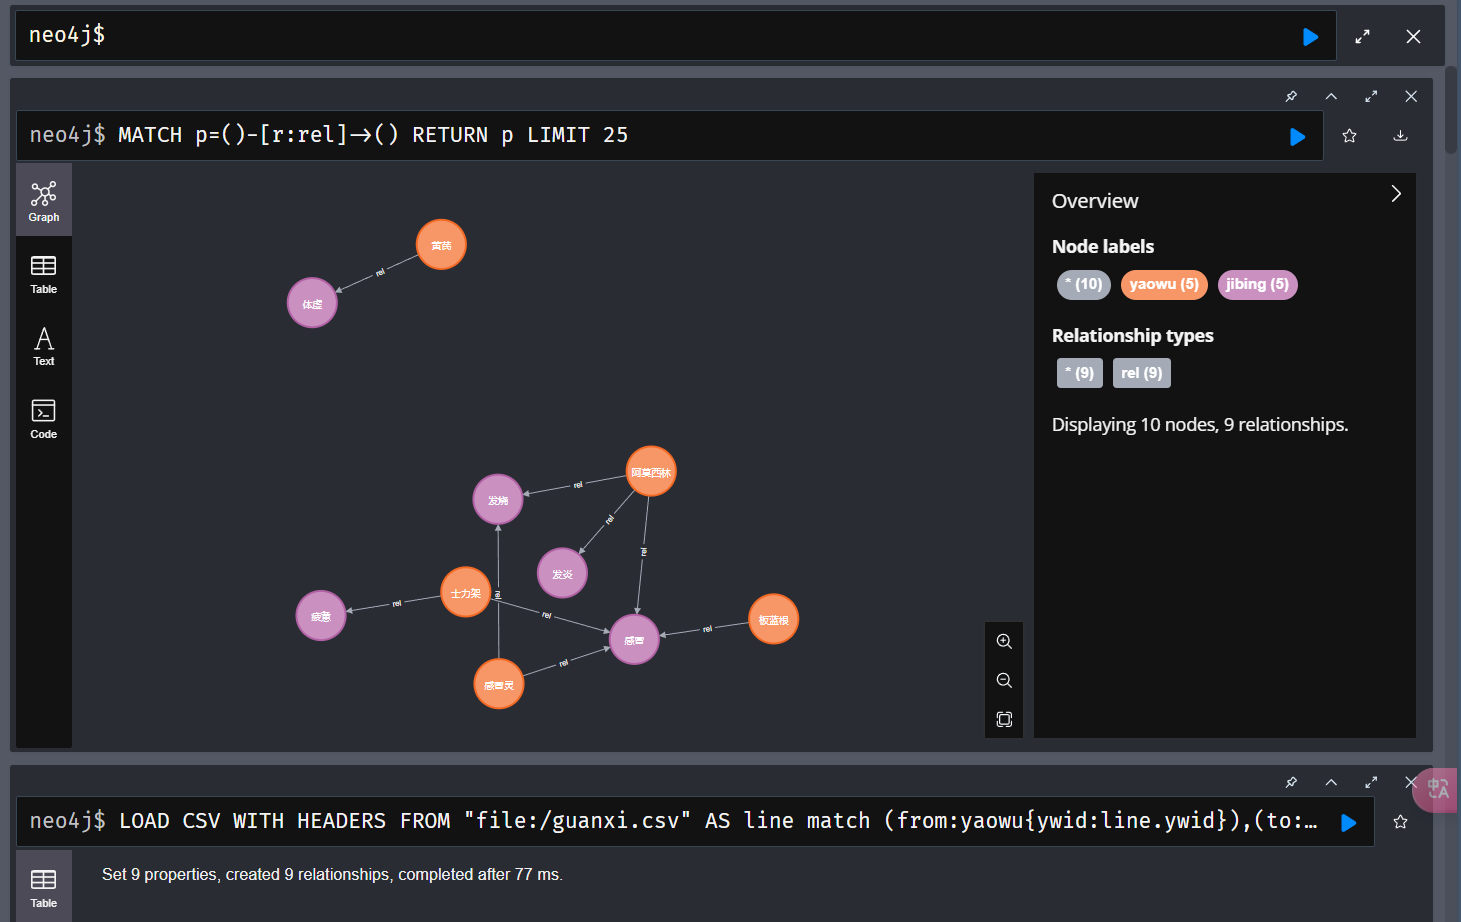 neo4j$
neo4j$ MATCH p=()-[r:rel]->() RETURN p LIMIT 25
Graph
Table
Text
Code
黄芪
rel
体虚
阿莫西林
rel
发烧
rel
rel
发炎
士力架
rel
rel
疲惫
rel
板蓝根
rel
感冒
rel
感冒灵
Overview
Node labels
* (10)
yaowu (5)
jibing (5)
Relationship types
* (9)
rel (9)
Displaying 10 nodes, 9 relationships.
neo4j$ LOAD CSV WITH HEADERS FROM "file:/guanxi.csv" AS line match (from:yaowu{ywid:line.ywid}),(to:…
Table
Set 9 properties, created 9 relationships, completed after 77 ms.
中A